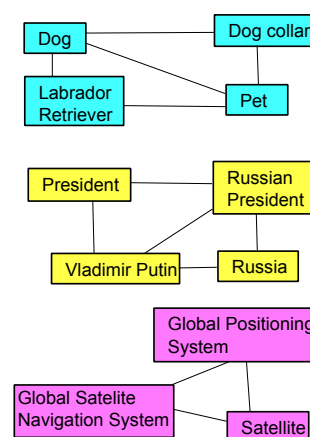 Dog
Dog collar
Labrador
Retriever
Pet
President
Russian
President
Vladimir Putin
Russia
Global Positioning
System
Global Satelite
Navigation System
Satellite